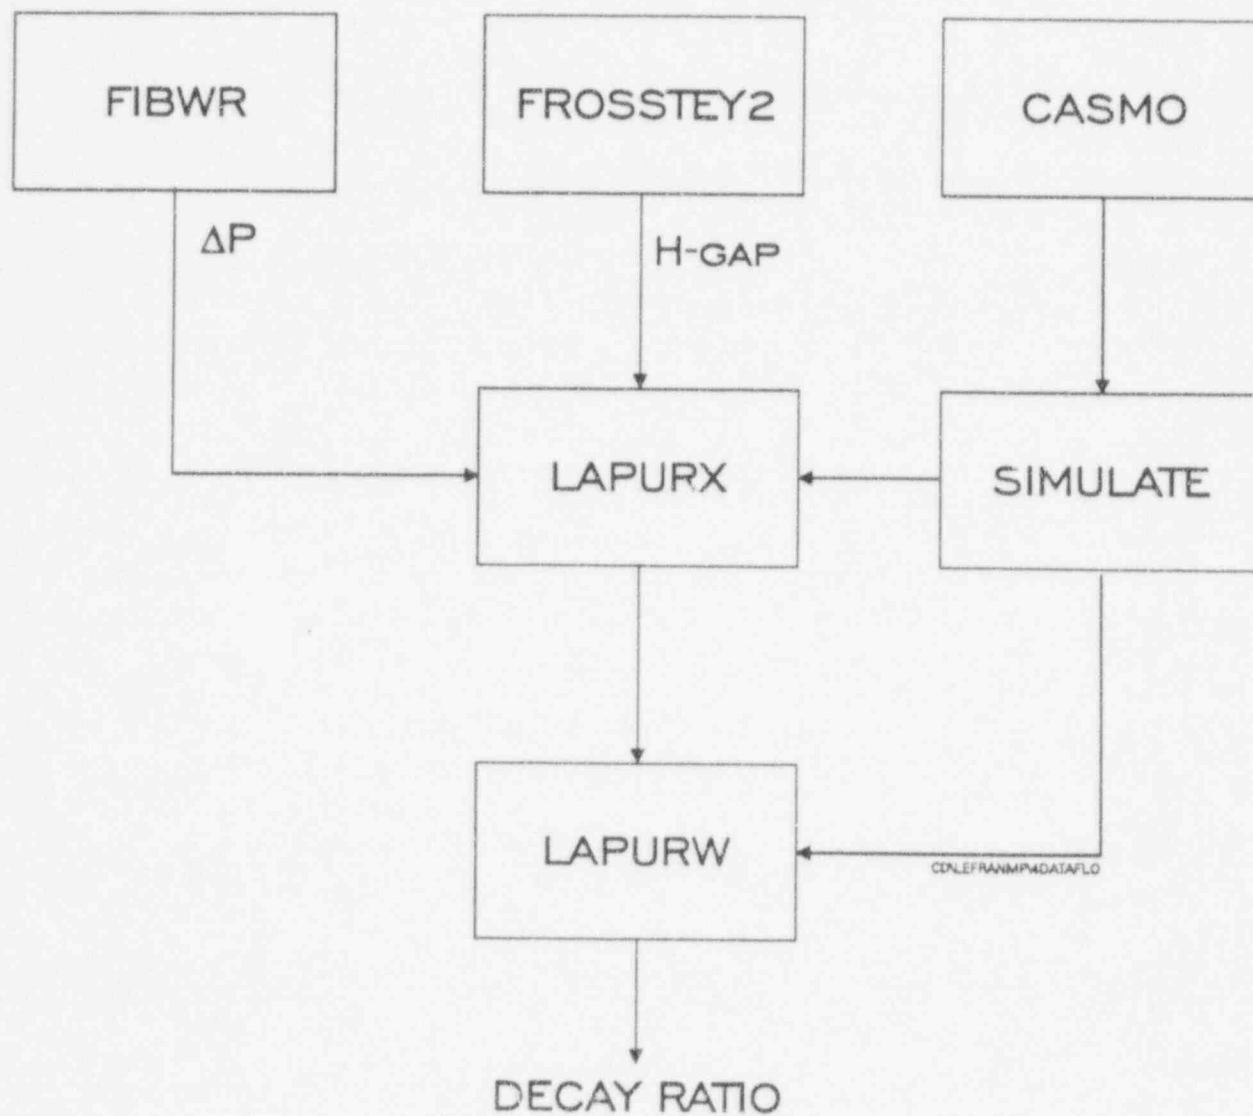 FIBWR
FROSSTEY2
CASMO
ΔP
H-GAP
LAPURX
SIMULATE
LAPURW
DECAY RATIO